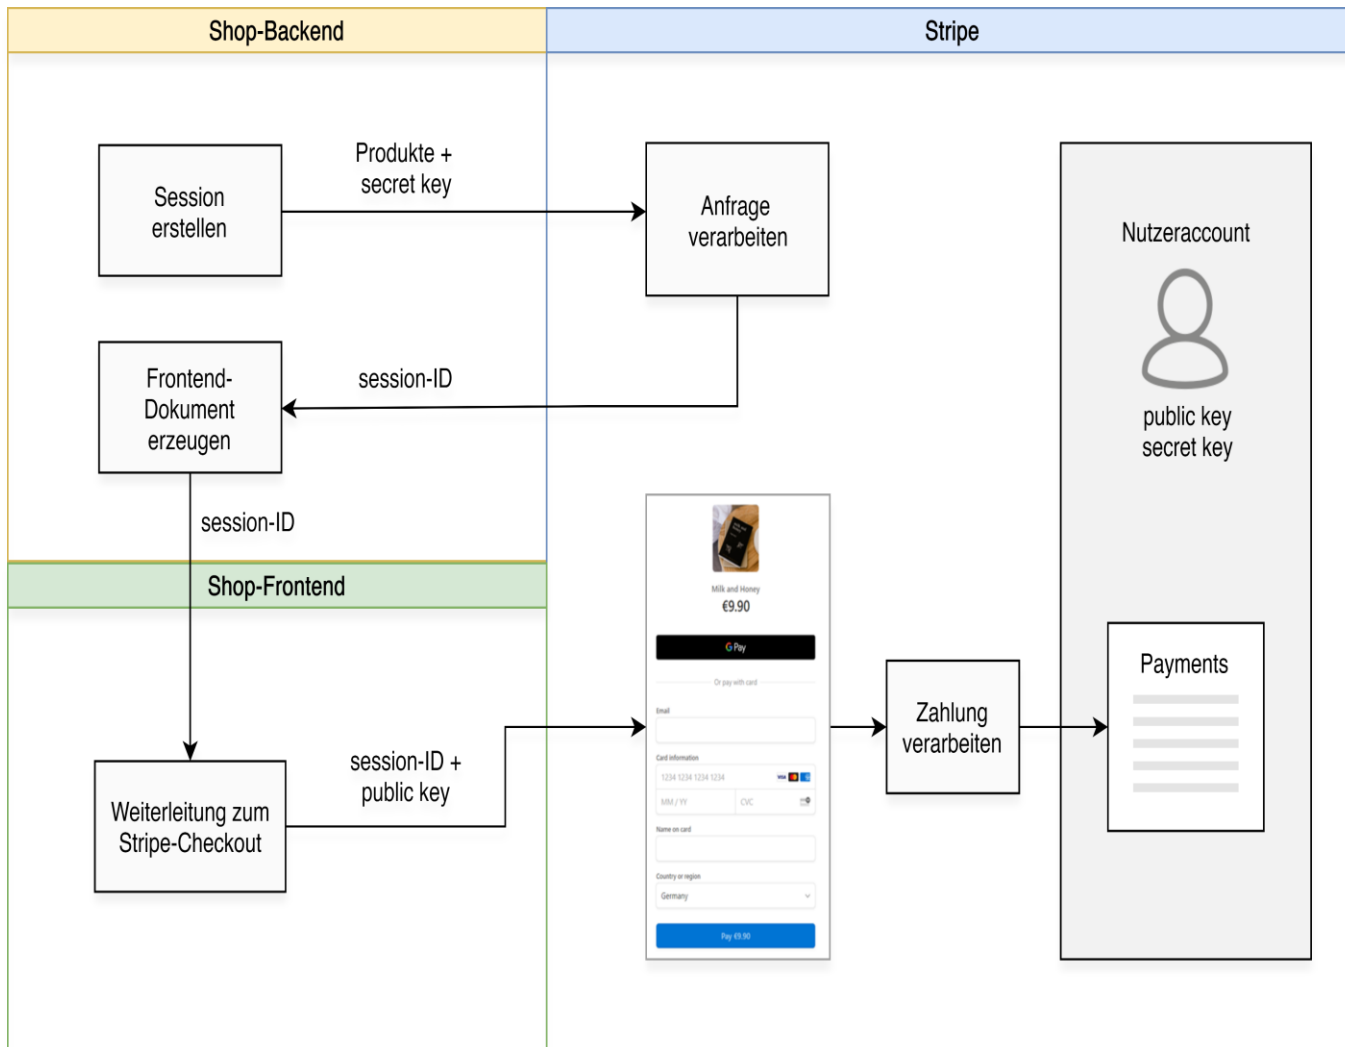 Shop-Backend
Stripe
Session
erstellen
Produkte +
secret key
Anfrage
verarbeiten
Nutzeraccount
public key
secret key
Frontend-
Dokument
erzeugen
session-ID
session-ID
Shop-Frontend
Weiterleitung zum
Stripe-Checkout
session-ID +
public key
Milk and Honey
€9.90
G Pay
Or pay with card
Email
Card information
1234 1234 1234 1234
VISA
MM / YY
CVC
Name on card
Country or region
Germany
Pay €9.90
Zahlung
verarbeiten
Payments